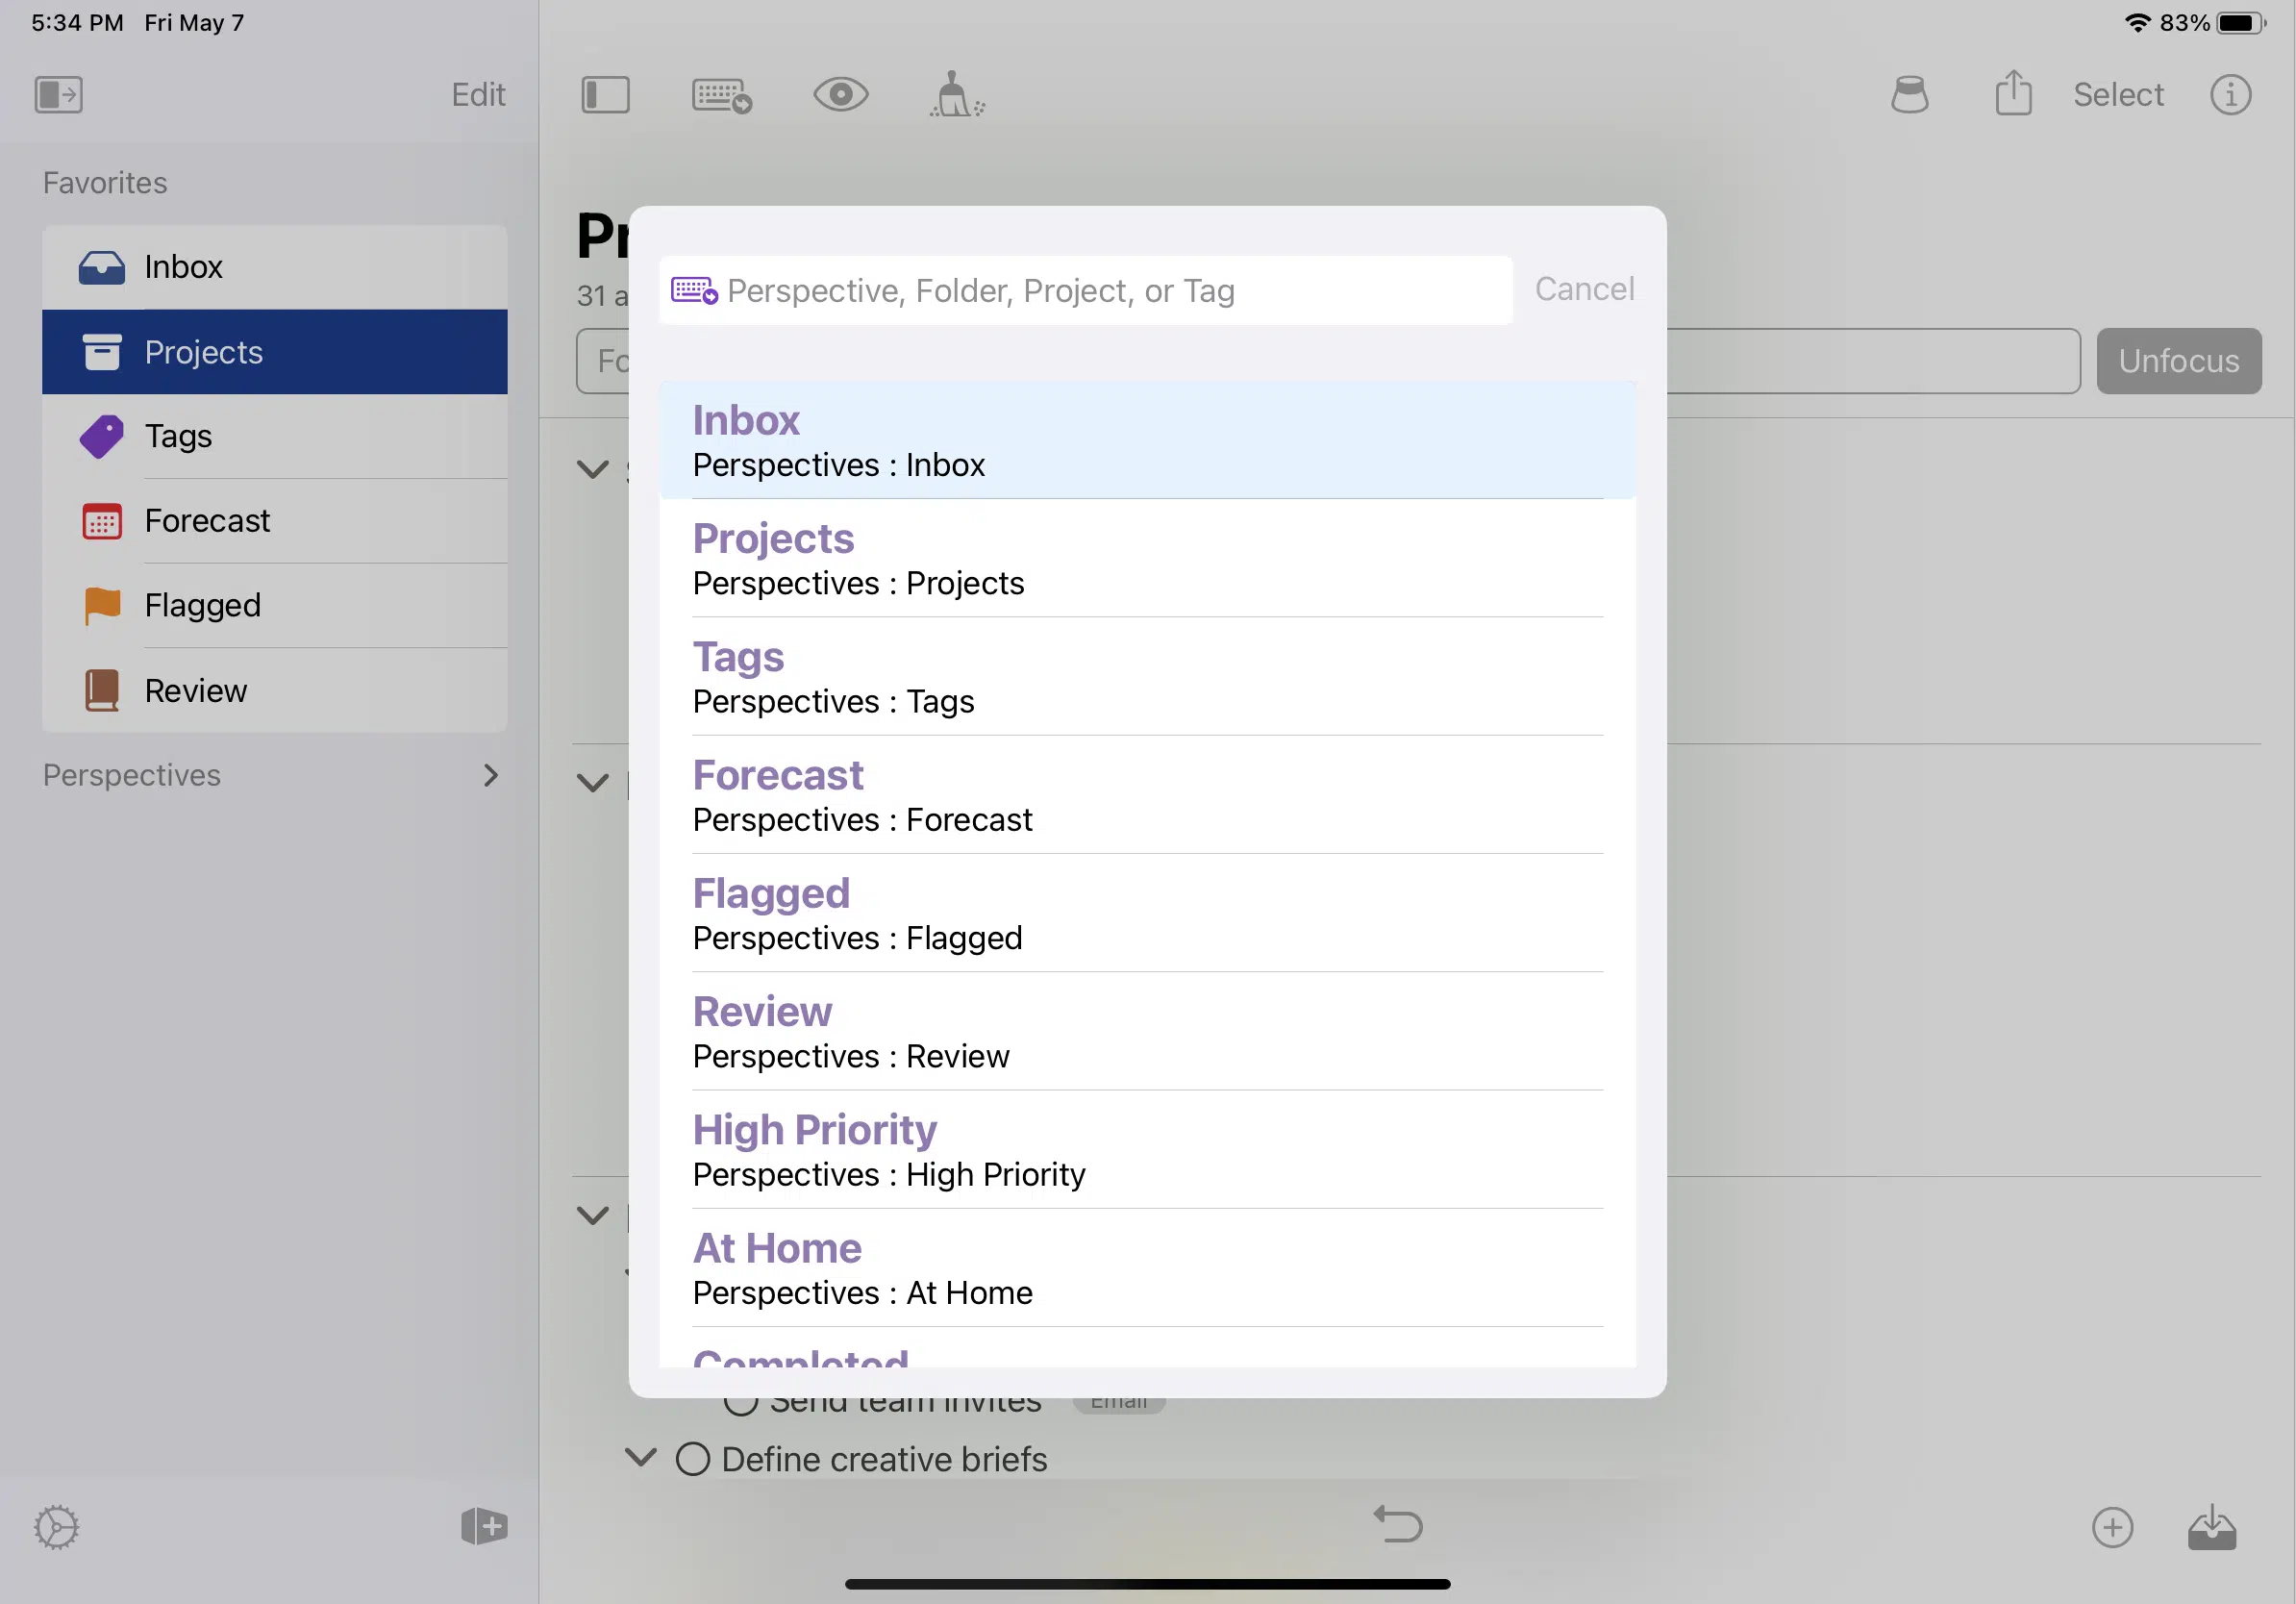 5:34 PM Fri May 7
83%
Edit
Select
Favorites
Inbox
Projects
Tags
Forecast
Flagged
Review
Perspectives
31
Unfocus
Perspective, Folder, Project, or Tag
Cancel
Inbox
Perspectives : Inbox
Projects
Perspectives : Projects
Tags
Perspectives : Tags
Forecast
Perspectives : Forecast
Flagged
Perspectives : Flagged
Review
Perspectives : Review
High Priority
Perspectives : High Priority
At Home
Perspectives : At Home
Completed
Send team invites Email
Define creative briefs